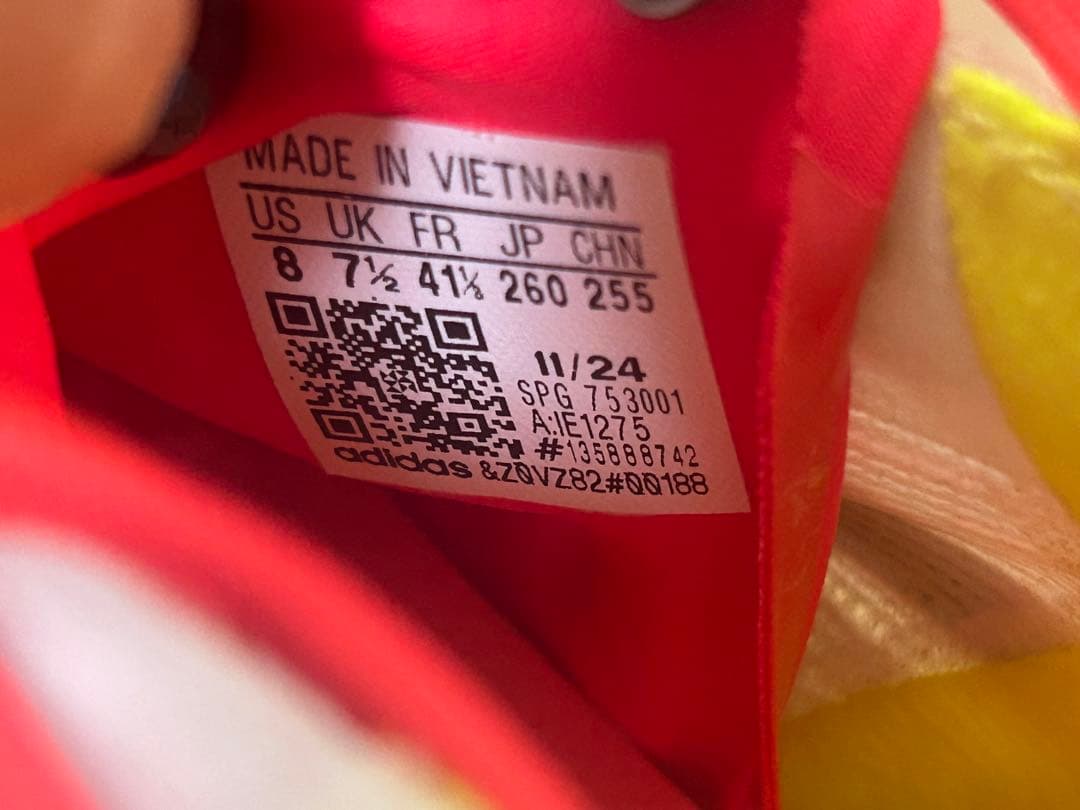 MADE IN VIETNAM
US UK FR JP CHN
8 7½ 41⅓ 260 255
11/24
SPG 753001
A:IE1275
#135888742
adidas &Z0VZ82#00188